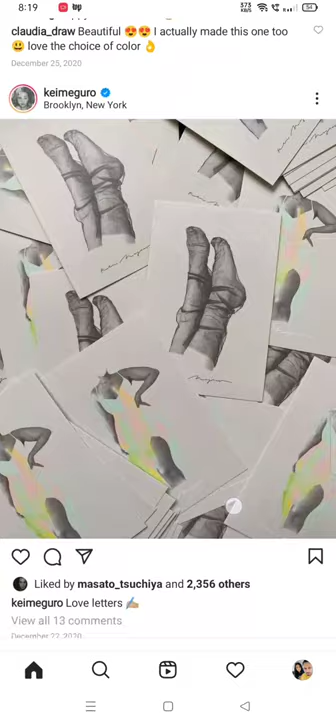 8:19
claudia_draw Beautiful 😍😍 I actually made this one too
😃 love the choice of color👌
December 25, 2020
keimeguro
Brooklyn, New York
Liked by masato_tsuchiya and 2,356 others
keimeguro Love letters ✍🏼
View all 13 comments
December 22, 2020